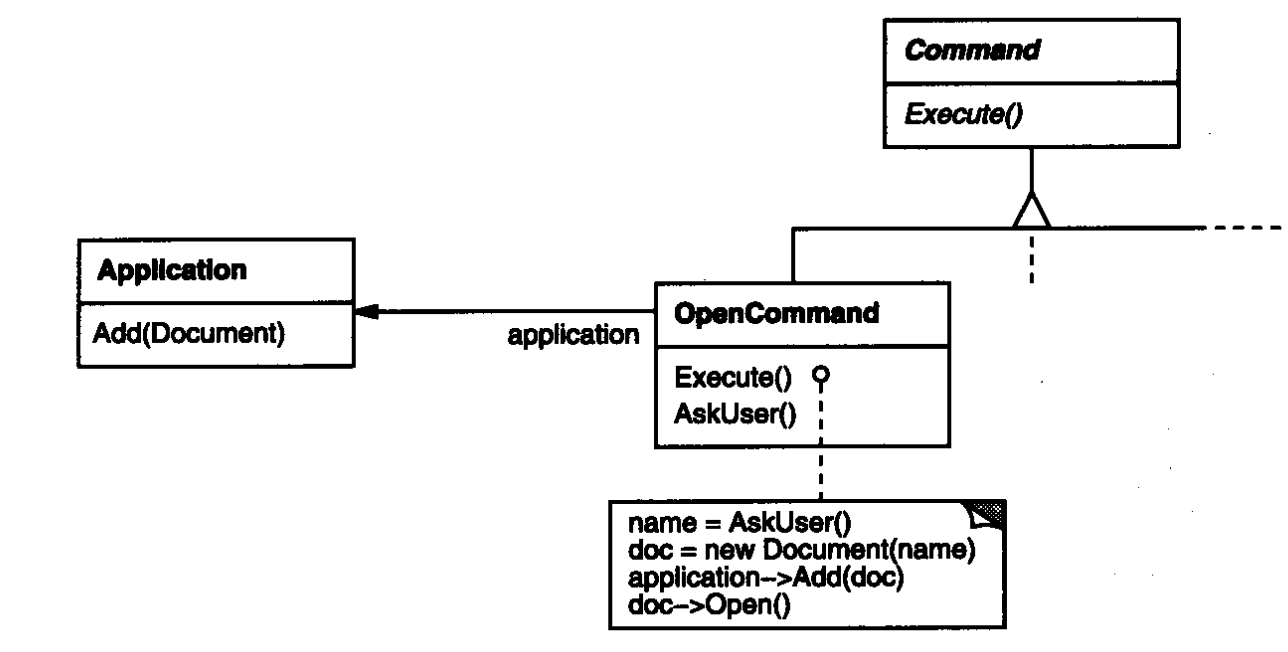 Command
Execute()
Application
Add(Document)
application
OpenCommand
Execute()
AskUser()
name = AskUser()
doc = new Document(name)
application–>Add(doc)
doc–>Open()